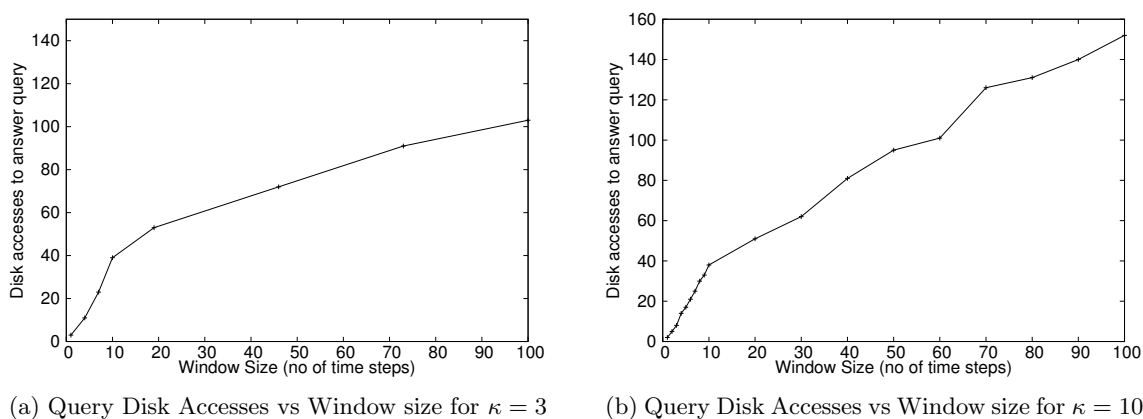 140
120
100
80
60
40
20
0
Disk accesses to answer query
0 10 20 30 40 50 60 70 80 90 100
Window Size (no of time steps)
(a) Query Disk Accesses vs Window size for κ = 3
160
140
120
100
80
60
40
20
0
Disk accesses to answer query
0 10 20 30 40 50 60 70 80 90 100
Window Size (no of time steps)
(b) Query Disk Accesses vs Window size for κ = 10